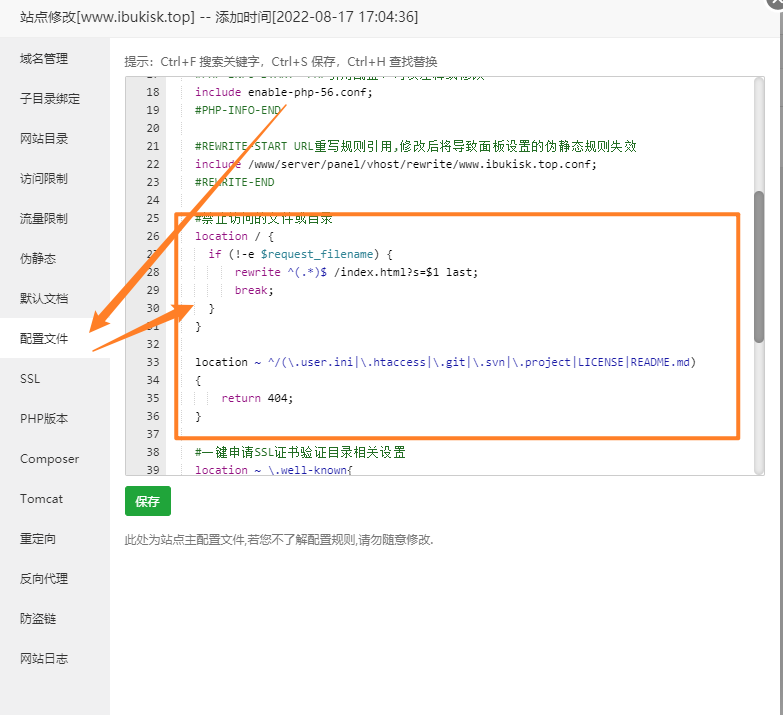 站点修改[www.ibukisk.top] -- 添加时间[2022-08-17 17:04:36]
域名管理
子目录绑定
网站目录
访问限制
流量限制
伪静态
默认文档
配置文件
SSL
PHP版本
Composer
Tomcat
重定向
反向代理
防盗链
网站日志
提示：Ctrl+F 搜索关键字，Ctrl+S 保存，Ctrl+H 查找替换
18 include enable-php-56.conf;
19 #PHP-INFO-END
20
21 #REWRITE-START URL重写规则引用,修改后将导致面板设置的伪静态规则失效
22 include /www/server/panel/vhost/rewrite/www.ibukisk.top.conf;
23 #REWRITE-END
24
25 #禁止访问的文件或目录
26 location / {
27 if (!-e $request_filename) {
28 rewrite ^(.*)$ /index.html?s=$1 last;
29 break;
30 }
31 }
32
33 location ~ ^/(\.user.ini|\.htaccess|\.git|\.svn|\.project|LICENSE|README.md)
34 {
35 return 404;
36 }
37
38 #一键申请SSL证书验证目录相关设置
39 location ~ \.well-known{
保存
此处为站点主配置文件,若您不了解配置规则,请勿随意修改.